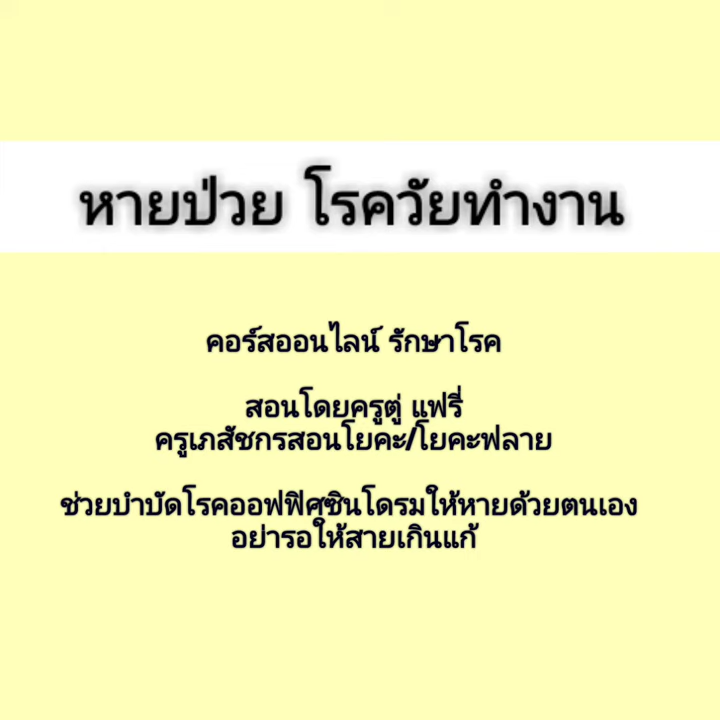 หายป่วย โรควัยทำงาน
คอร์สออนไลน์ รักษาโรค
สอนโดยครูตู่ แฟรี่
ครูเภสัชกรสอนโยคะ/โยคะฟลาย
ช่วยบำบัดโรคออฟฟิศซินโดรมให้หายด้วยตนเอง
อย่ารอให้สายเกินแก้